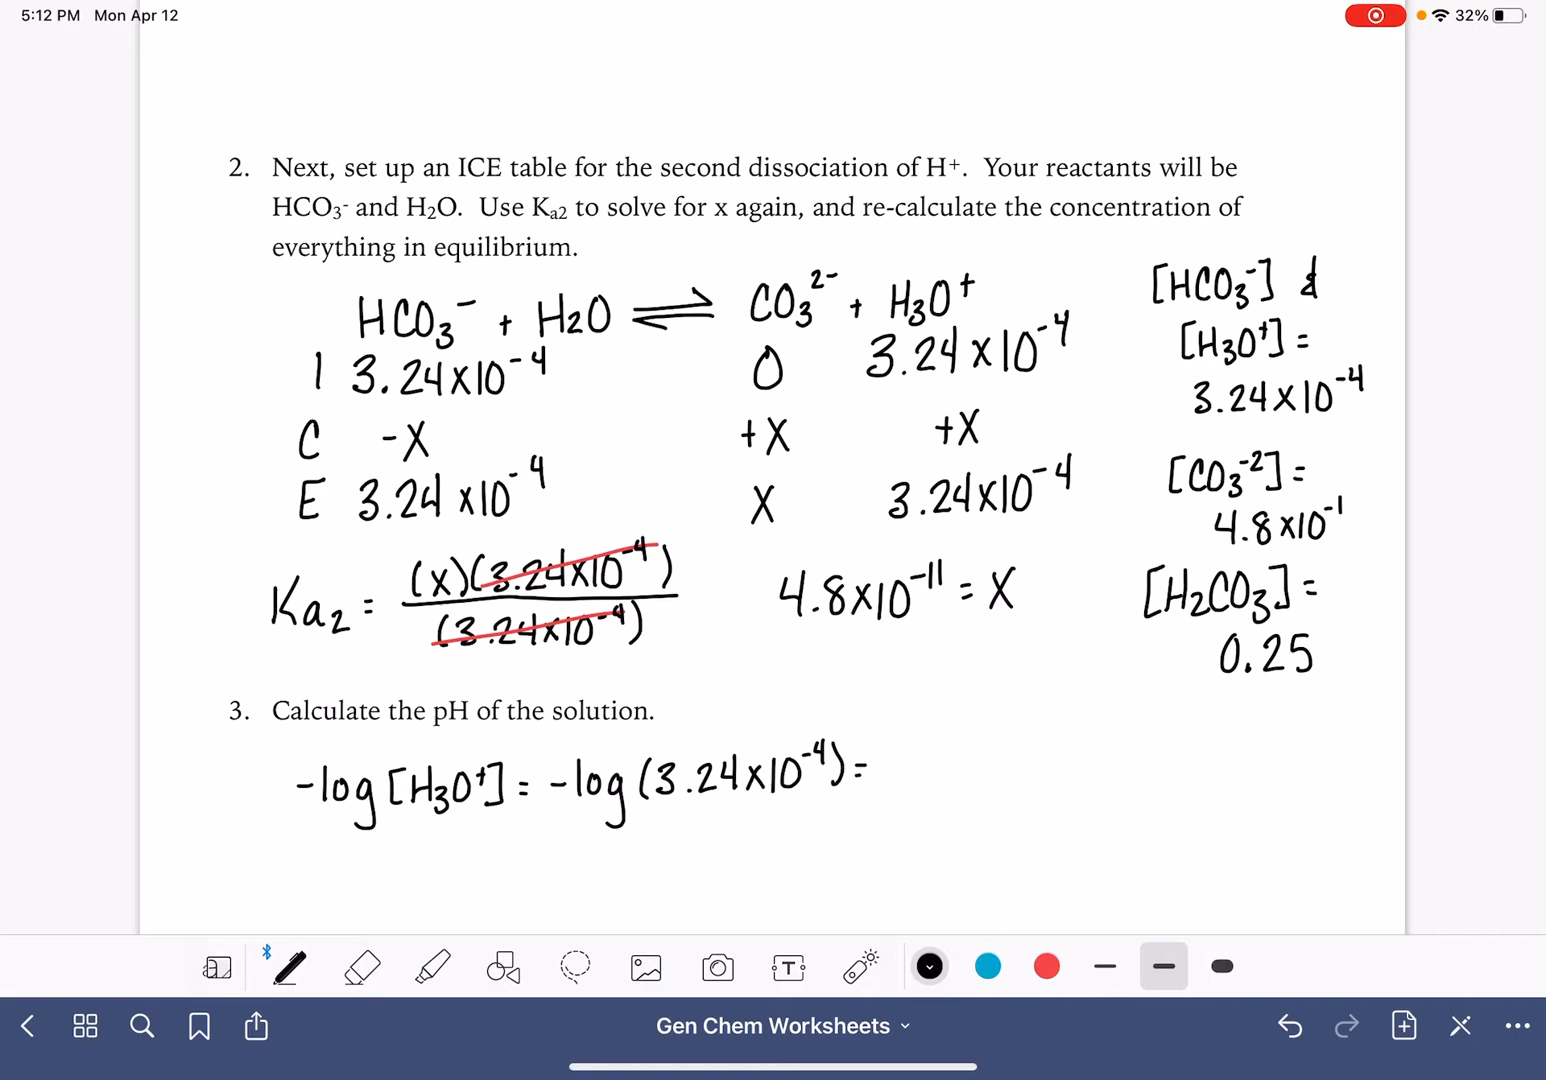 5:12 PM Mon Apr 12
32%
2. Next, set up an ICE table for the second dissociation of H+. Your reactants will be
HCO₃⁻ and H₂O. Use Kₐ₂ to solve for x again, and re-calculate the concentration of
everything in equilibrium.
HCO₃⁻ + H₂O ⇌ CO₃²⁻ + H₃O⁺
I 3.24x10⁻⁴ 0 3.24x10⁻⁴
C -X +X +X
E 3.24x10⁻⁴ X 3.24x10⁻⁴
Ka₂ = (x)(3.24x10⁻⁴)
(3.24x10⁻⁴)
4.8x10⁻¹¹ = X
[HCO₃⁻] &
[H₃O⁺] =
3.24x10⁻⁴
[CO₃⁻²] =
4.8x10⁻¹
[H₂CO₃] =
0.25
3. Calculate the pH of the solution.
-log[H₃O⁺] = -log(3.24x10⁻⁴) =
a
T
Gen Chem Worksheets